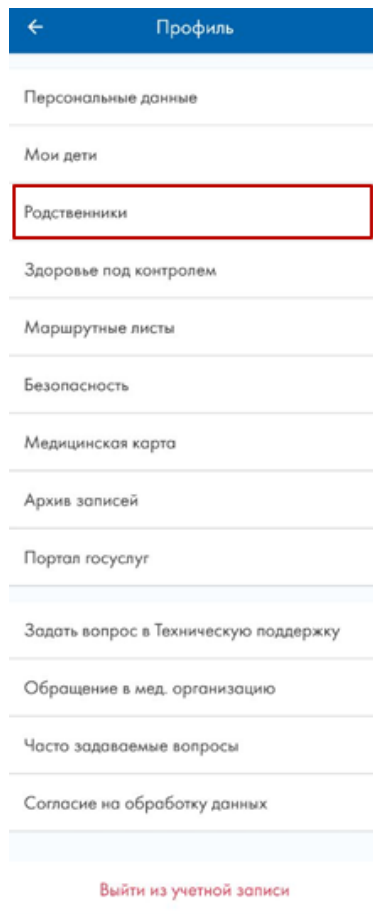 Профиль
Персональные данные
Мои дети
Родственники
Здоровье под контролем
Маршрутные листы
Безопасность
Медицинская карта
Архив записей
Портал госуслуг
Задать вопрос в Техническую поддержку
Обращение в мед. организацию
Часто задаваемые вопросы
Согласие на обработку данных
Выйти из учетной записи